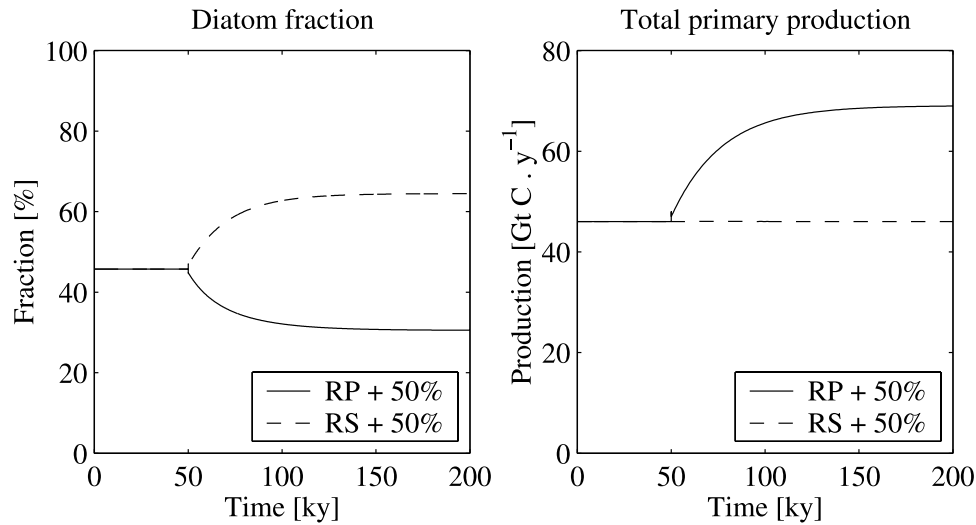 Diatom fraction
Fraction [%]
100
80
60
40
20
0
0 50 100 150 200
Time [ky]
RP + 50%
RS + 50%
Total primary production
Production [Gt C . y⁻¹]
80
60
40
20
0
0 50 100 150 200
Time [ky]
RP + 50%
RS + 50%